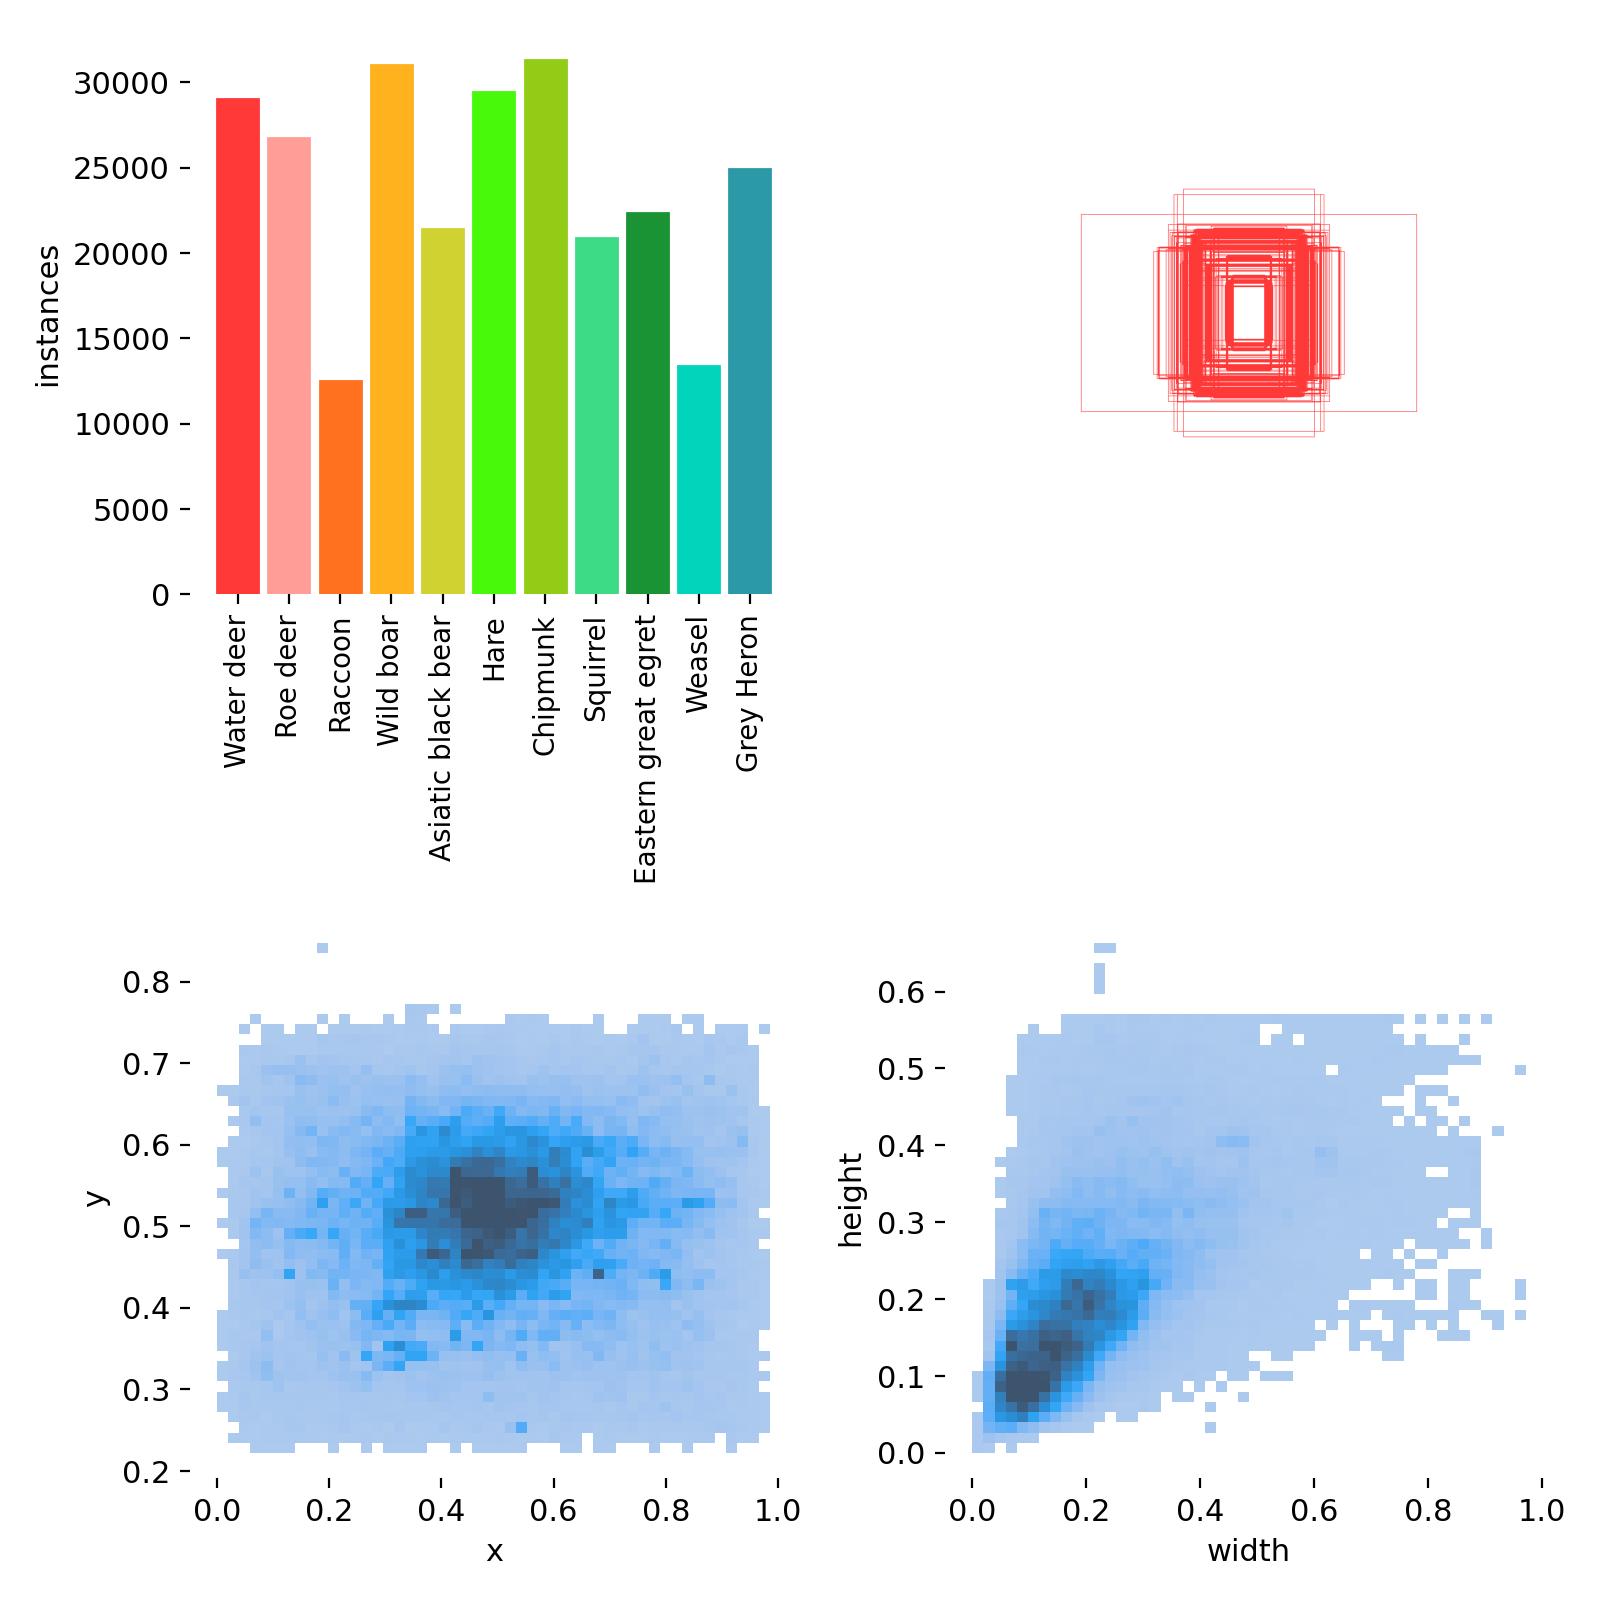 30000
25000
20000
15000
10000
5000
0
instances
Water deer
Roe deer
Raccoon
Wild boar
Asiatic black bear
Hare
Chipmunk
Squirrel
Eastern great egret
Weasel
Grey Heron
0.8
0.7
0.6
0.5
0.4
0.3
0.2
y
0.0 0.2 0.4 0.6 0.8 1.0
x
0.6
0.5
0.4
0.3
0.2
0.1
0.0
height
0.0 0.2 0.4 0.6 0.8 1.0
width